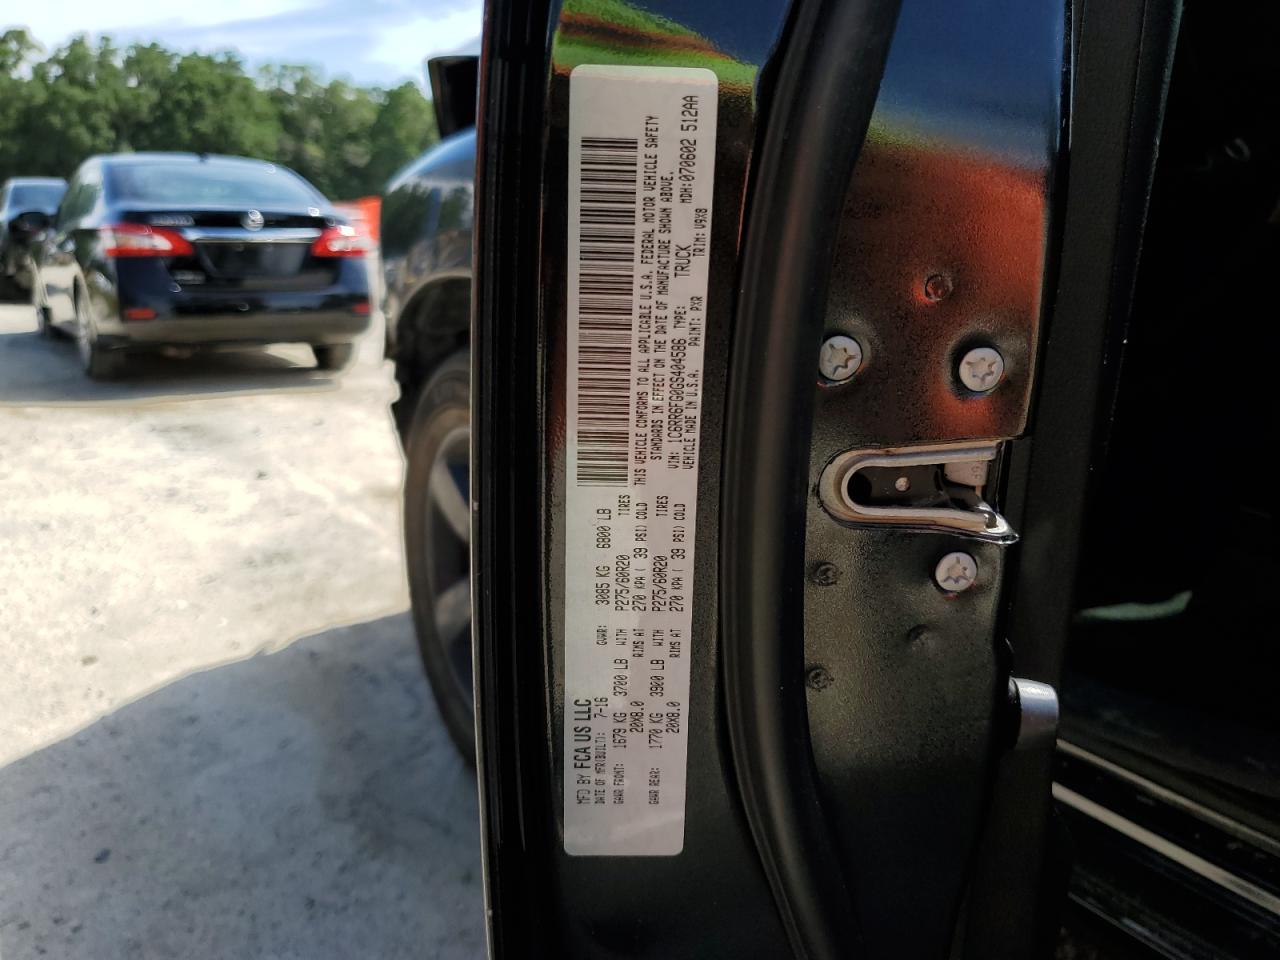 MFD BY FCA US LLC
DATE OF MFR(BUILT): 7-16 GVWR: 3085 KG 6800 LB
GAWR FRONT: 1679 KG 3700 LB WITH P275/60R20 TIRES
20X8.0 RIMS AT 270 KPA ( 39 PSI) COLD
GAWR REAR: 1770 KG 3900 LB WITH P275/60R20 TIRES
20X8.0 RIMS AT 270 KPA ( 39 PSI) COLD
THIS VEHICLE CONFORMS TO ALL APPLICABLE U.S.A. FEDERAL MOTOR VEHICLE SAFETY
STANDARDS IN EFFECT ON THE DATE OF MANUFACTURE SHOWN ABOVE.
VIN: 1C6RR6FG0GS404586 TYPE: TRUCK MDH:070602 512AA
VEHICLE MADE IN U.S.A. PAINT: PXR TRIM: V9X8